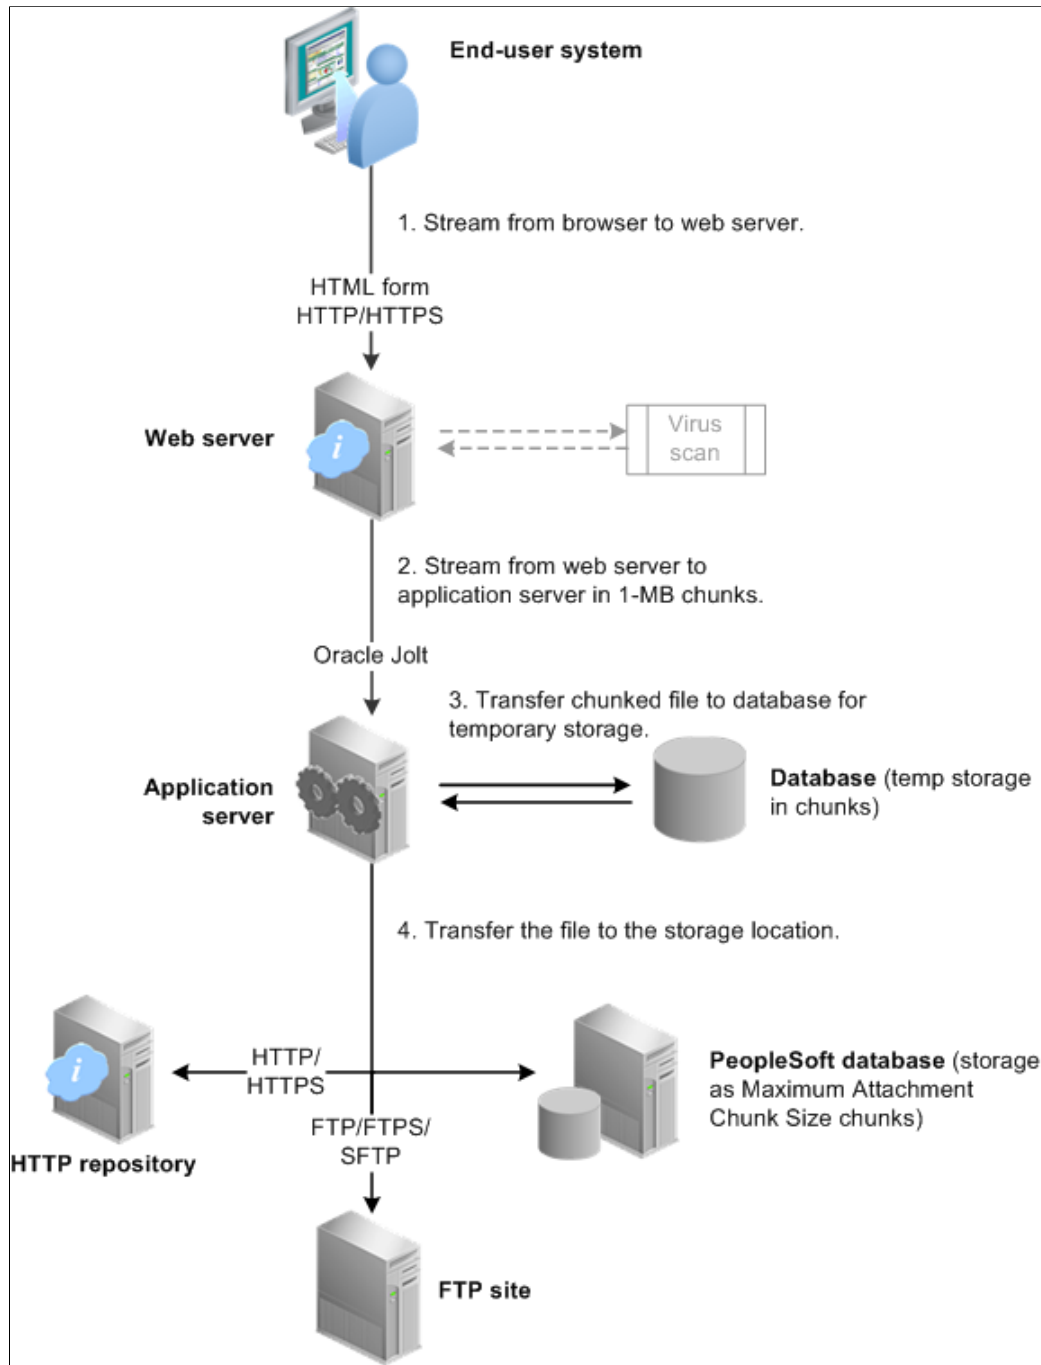 End-user system
1. Stream from browser to web server.
HTML form
HTTP/HTTPS
Web server
Virus
scan
2. Stream from web server to
application server in 1-MB chunks.
Oracle Jolt
3. Transfer chunked file to database for
temporary storage.
Application
server
Database (temp storage
in chunks)
4. Transfer the file to the storage location.
HTTP/
HTTPS
HTTP repository
PeopleSoft database (storage
as Maximum Attachment
Chunk Size chunks)
FTP/FTPS/
SFTP
FTP site